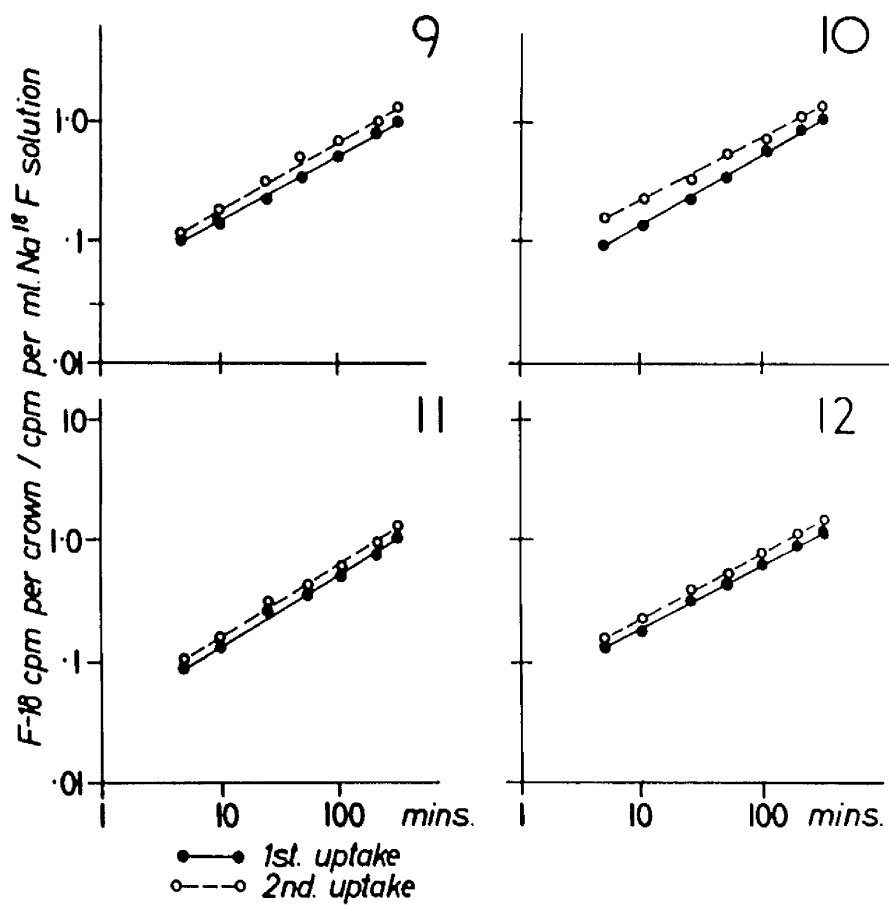 9
10
1.0
.1
.01
11
12
10
1.0
.1
.01
1 10 100 mins.
1 10 100 mins.
F-18 cpm per crown / cpm per ml. Na¹⁸F solution
1st. uptake
2nd. uptake